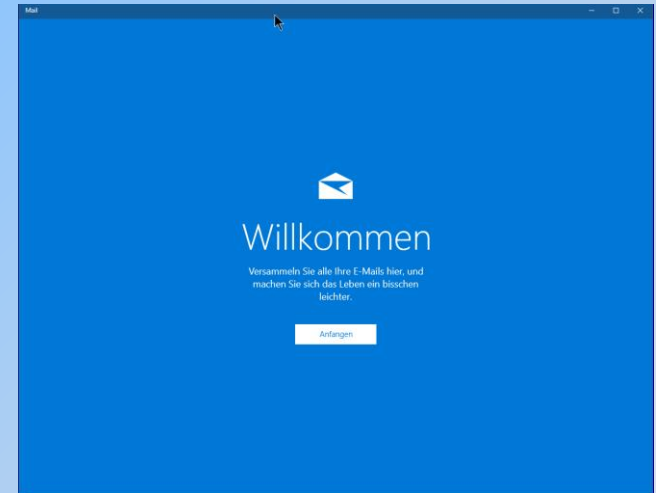 Mail
Willkommen
Versammeln Sie alle Ihre E-Mails hier, und
machen Sie sich das Leben ein bisschen
leichter.
Anfangen